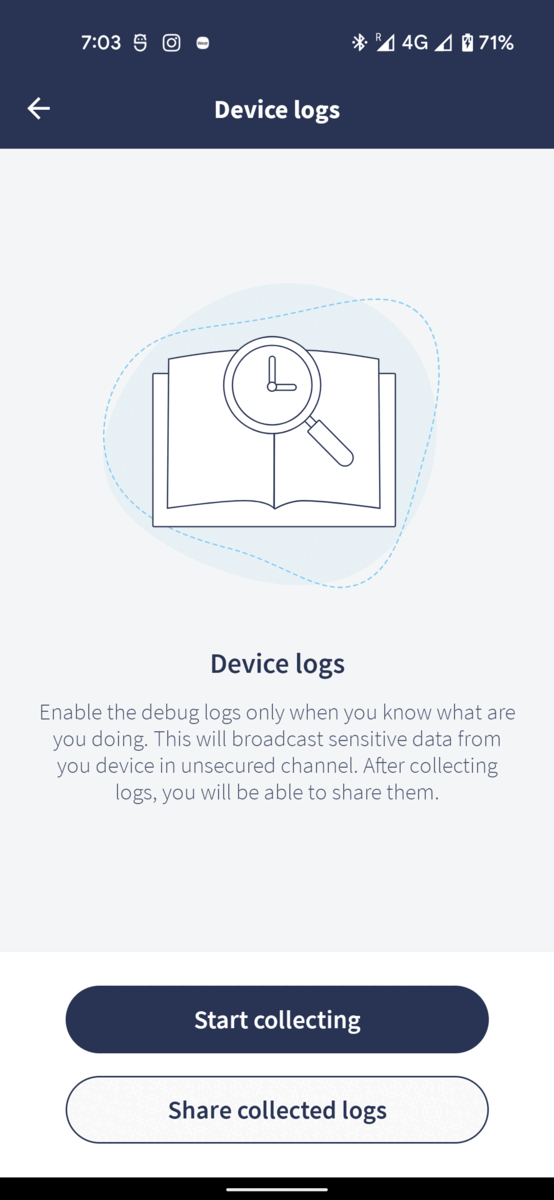 7:03 R 4G 71%
Device logs
Device logs
Enable the debug logs only when you know what are
you doing. This will broadcast sensitive data from
you device in unsecured channel. After collecting
logs, you will be able to share them.
Start collecting
Share collected logs